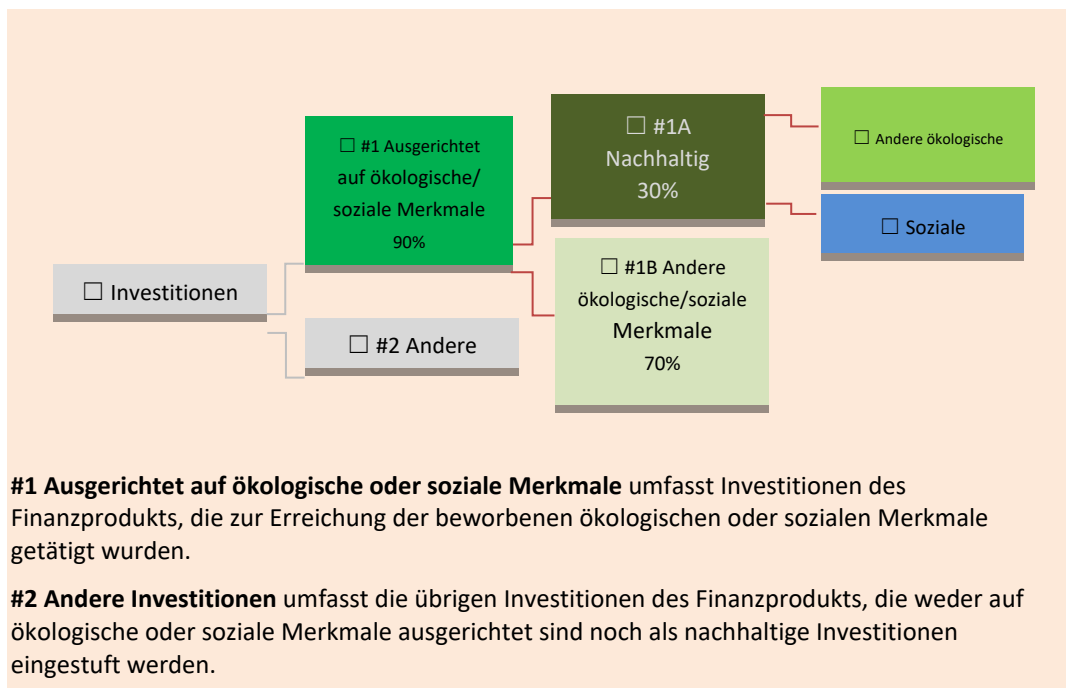 ☐ Investitionen
☐ #1 Ausgerichtet
auf ökologische/
soziale Merkmale
90%
☐ #2 Andere
☐ #1A
Nachhaltig
30%
☐ #1B Andere
ökologische/soziale
Merkmale
70%
☐ Andere ökologische
☐ Soziale
#1 Ausgerichtet auf ökologische oder soziale Merkmale umfasst Investitionen des
Finanzprodukts, die zur Erreichung der beworbenen ökologischen oder sozialen Merkmale
getätigt wurden.
#2 Andere Investitionen umfasst die übrigen Investitionen des Finanzprodukts, die weder auf
ökologische oder soziale Merkmale ausgerichtet sind noch als nachhaltige Investitionen
eingestuft werden.